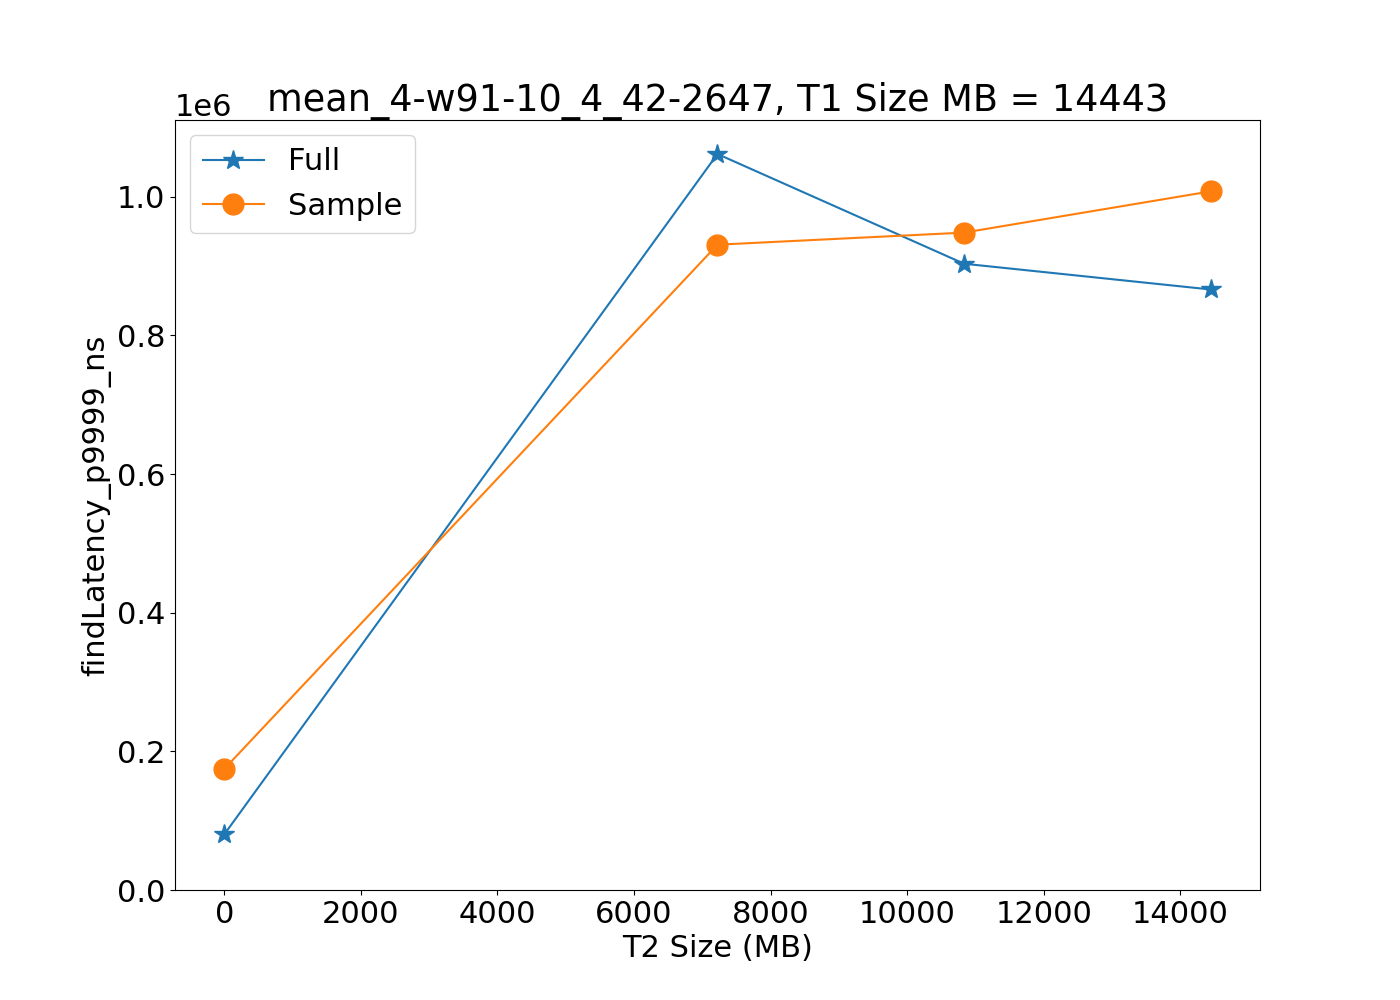 1e6
mean_4-w91-10_4_42-2647, T1 Size MB = 14443
Full
Sample
findLatency_p9999_ns
1.0
0.8
0.6
0.4
0.2
0.0
0 2000 4000 6000 8000 10000 12000 14000
T2 Size (MB)